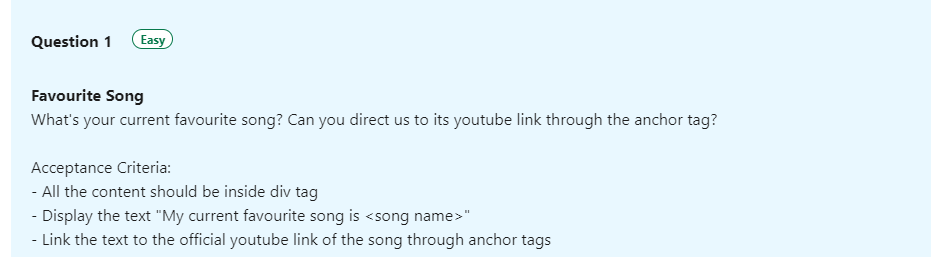 Question 1 Easy
Favourite Song
What's your current favourite song? Can you direct us to its youtube link through the anchor tag?
Acceptance Criteria:
- All the content should be inside div tag
- Display the text "My current favourite song is <song name>"
- Link the text to the official youtube link of the song through anchor tags